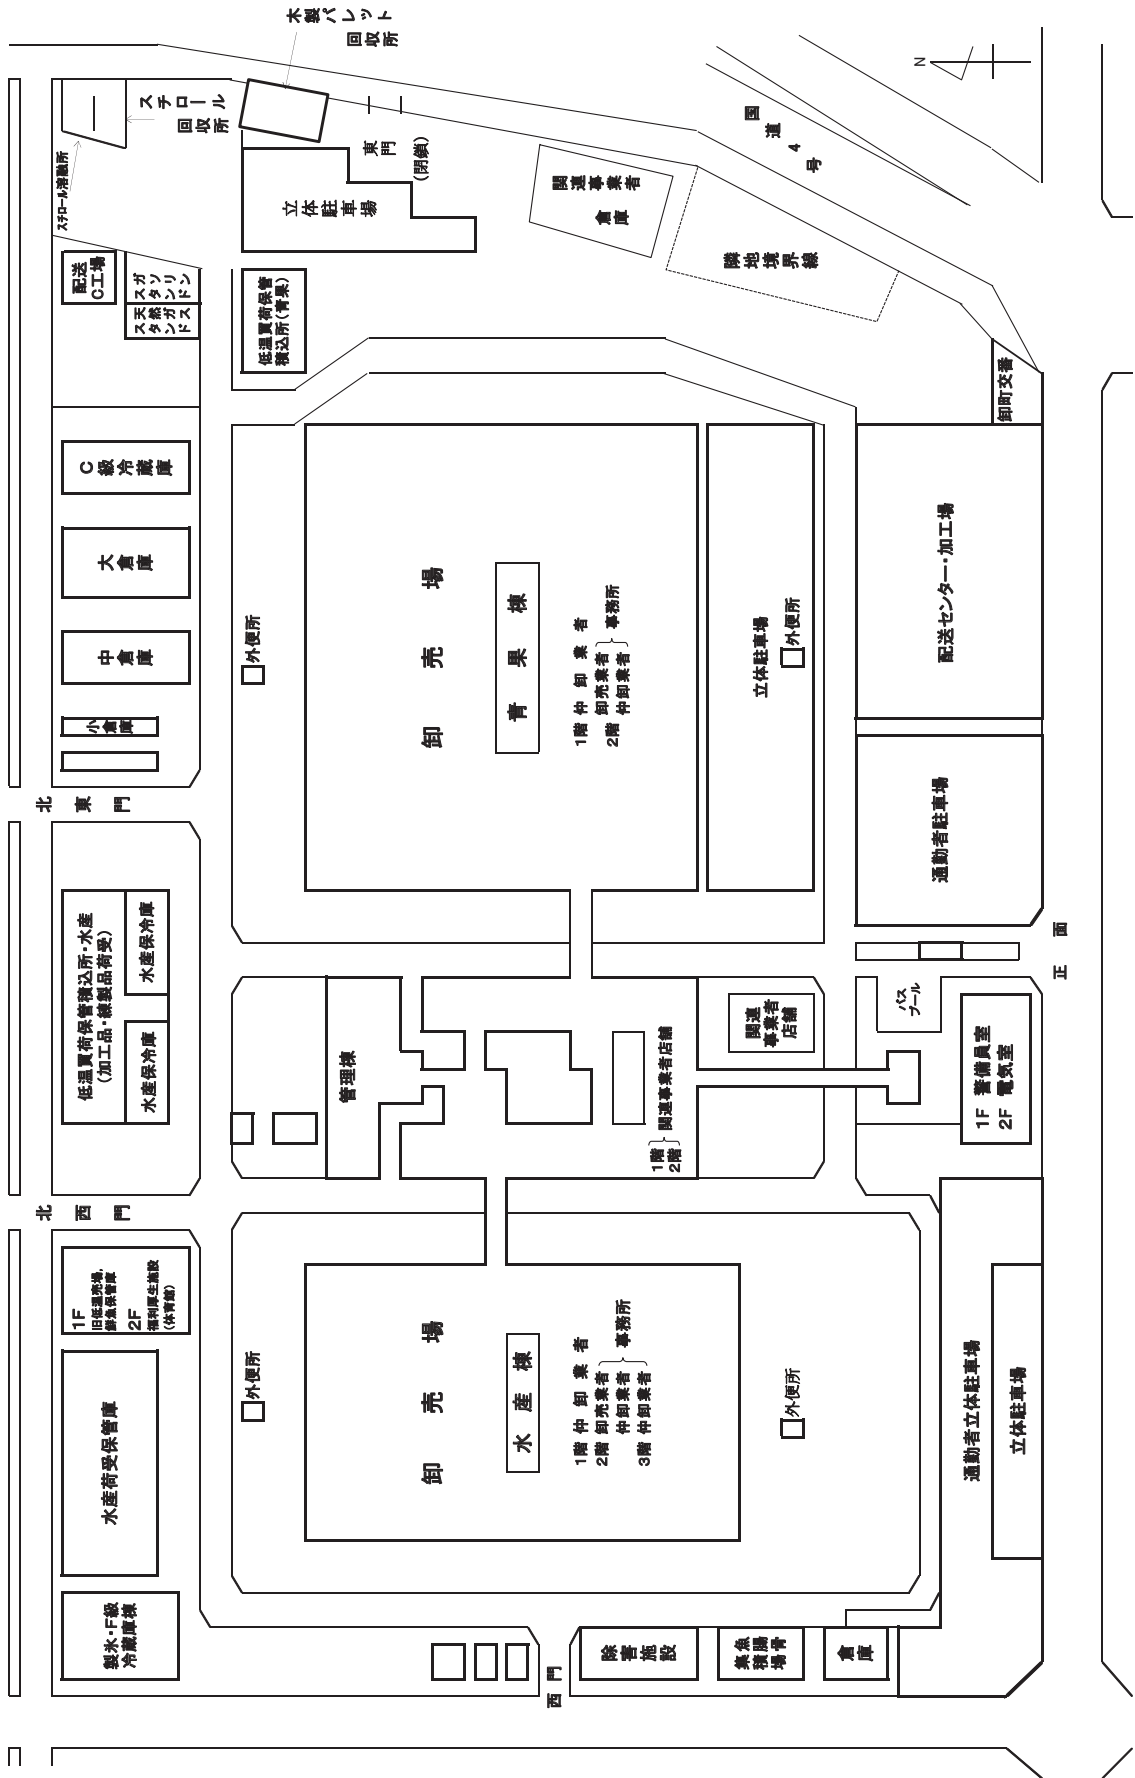 木製パレット
回収所
スチロール
回収所
スチロール溶融所
東門
(閉鎖)
立体駐車場
関連事業者
倉庫
国道4号
N
隣地境界線
配送
C工場
ガソリン
スタンド
天然ガス
スタンド
低温買荷保管
積込所(青果)
卸町交番
C級冷蔵庫
大倉庫
中倉庫
小倉庫
外便所
卸売場
青果棟
1階 仲卸業者
2階 卸売業者
仲卸業者
事務所
立体駐車場
外便所
配送センター・加工場
通勤者駐車場
北東門
低温買荷保管積込所・水産
(加工品・練製品荷受)
水産保冷庫
水産保冷庫
管理棟
1階
2階
関連事業者店舗
関連
事業者
店舗
バス
プール
正面
1F 警備員室
2F 電気室
北西門
1F
旧低温売場,
鮮魚保管庫
2F
福利厚生施設
(体育館)
水産荷受保管庫
製氷・F級
冷蔵庫棟
外便所
卸売場
水産棟
1階 仲卸業者
2階 卸売業者
仲卸業者
3階 仲卸業者
事務所
外便所
通勤者立体駐車場
立体駐車場
西門
除害施設
魚腸骨
集積場
倉庫